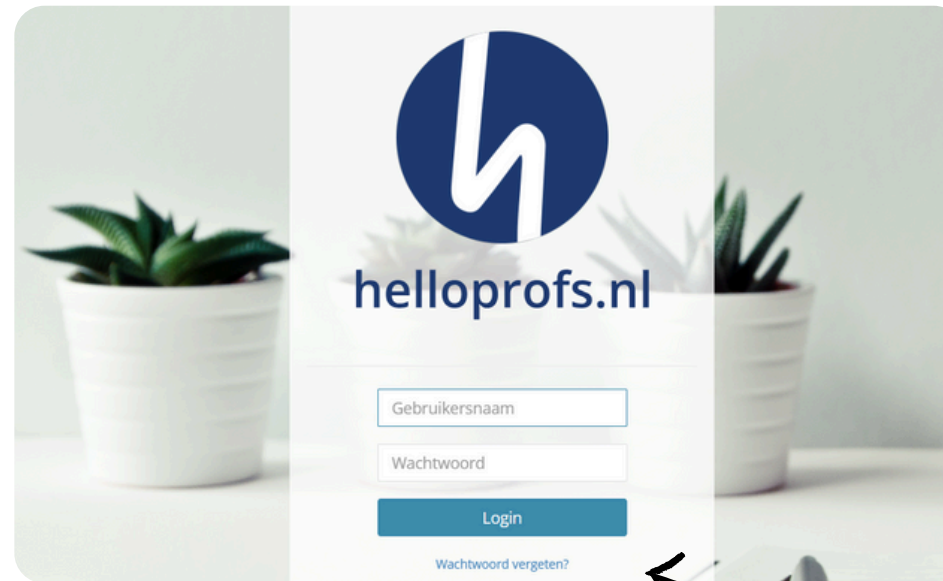 helloprofs.nl
Gebruikersnaam
Wachtwoord
Login
Wachtwoord vergeten?